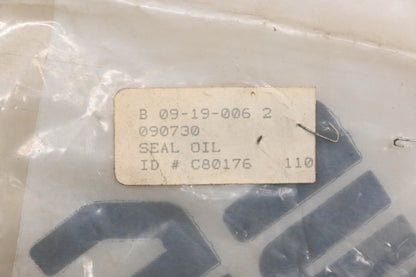 B 09-19-006 2
090730
SEAL OIL
ID # C80176 110